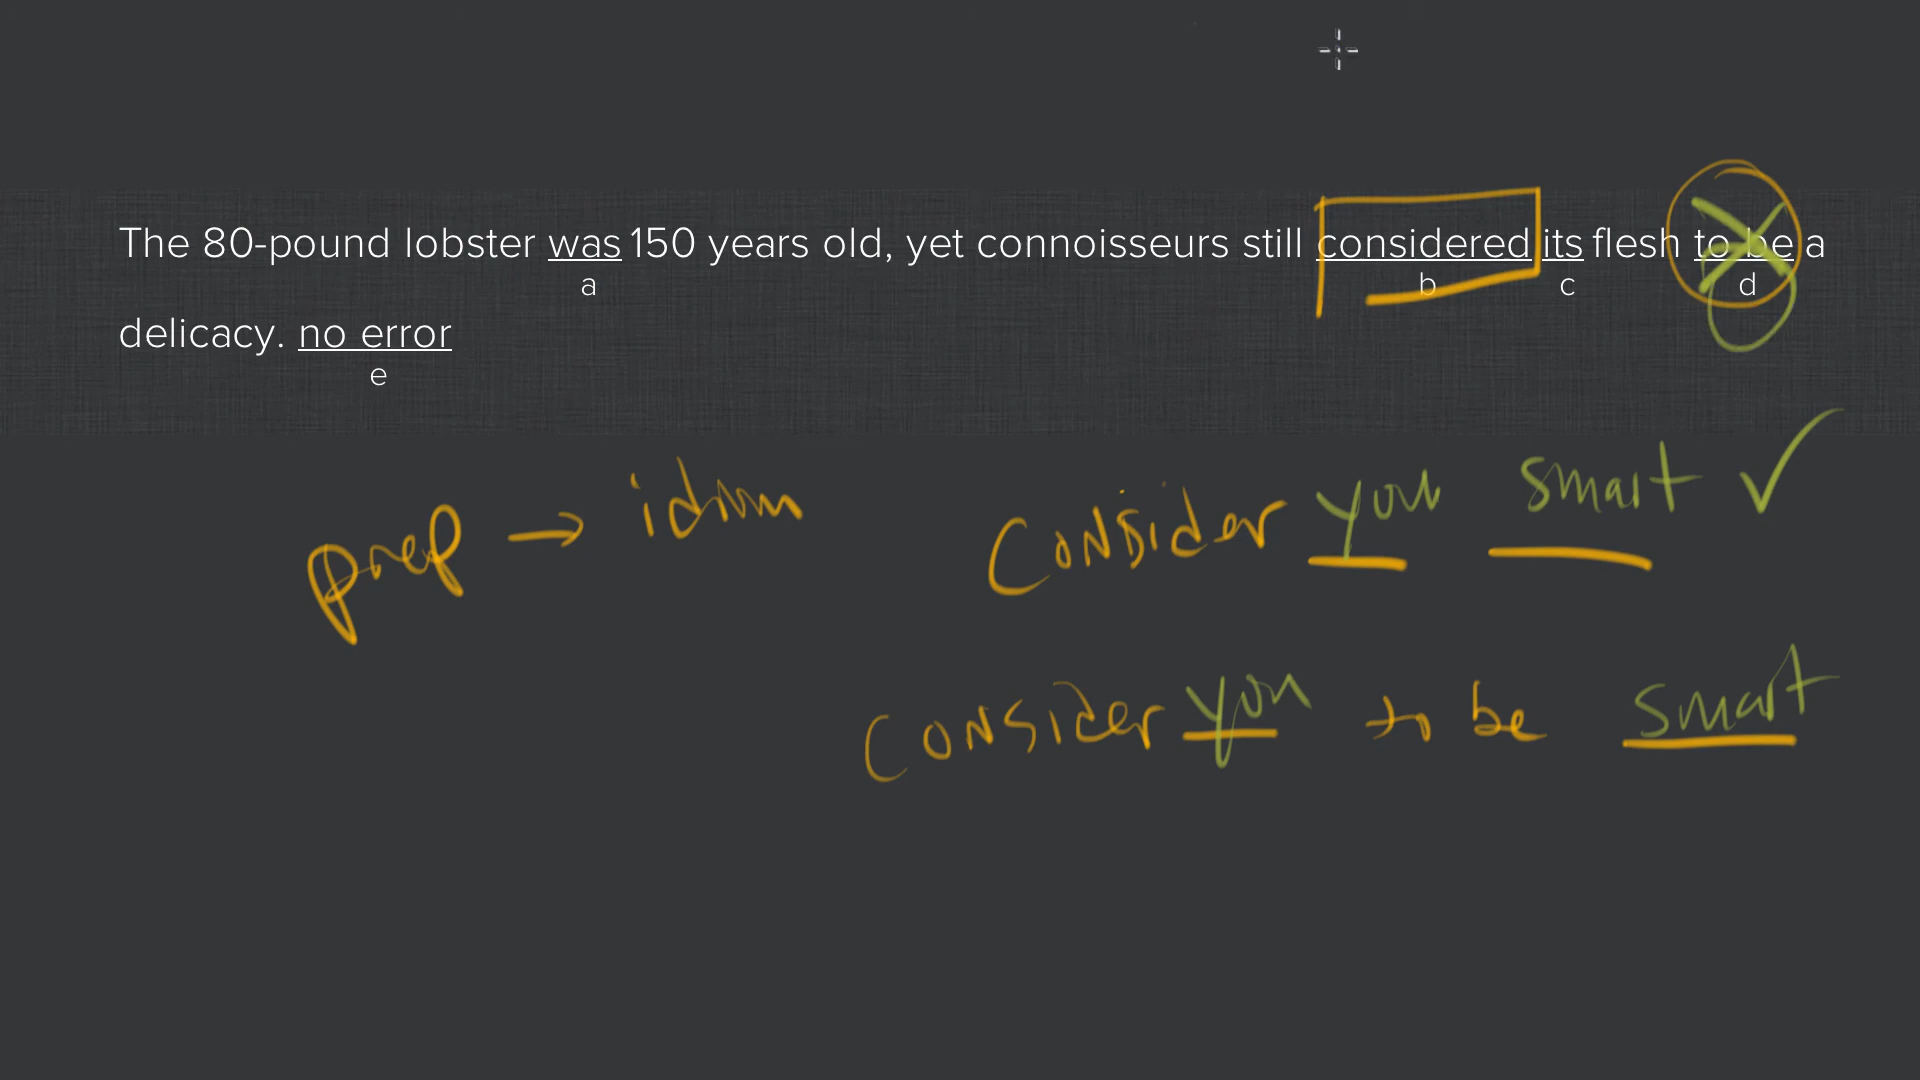 The 80-pound lobster was 150 years old, yet connoisseurs still considered its flesh to be a
a b c d
delicacy. no error
e
prep → idiom
Consider you smart ✓
Consider you to be smart